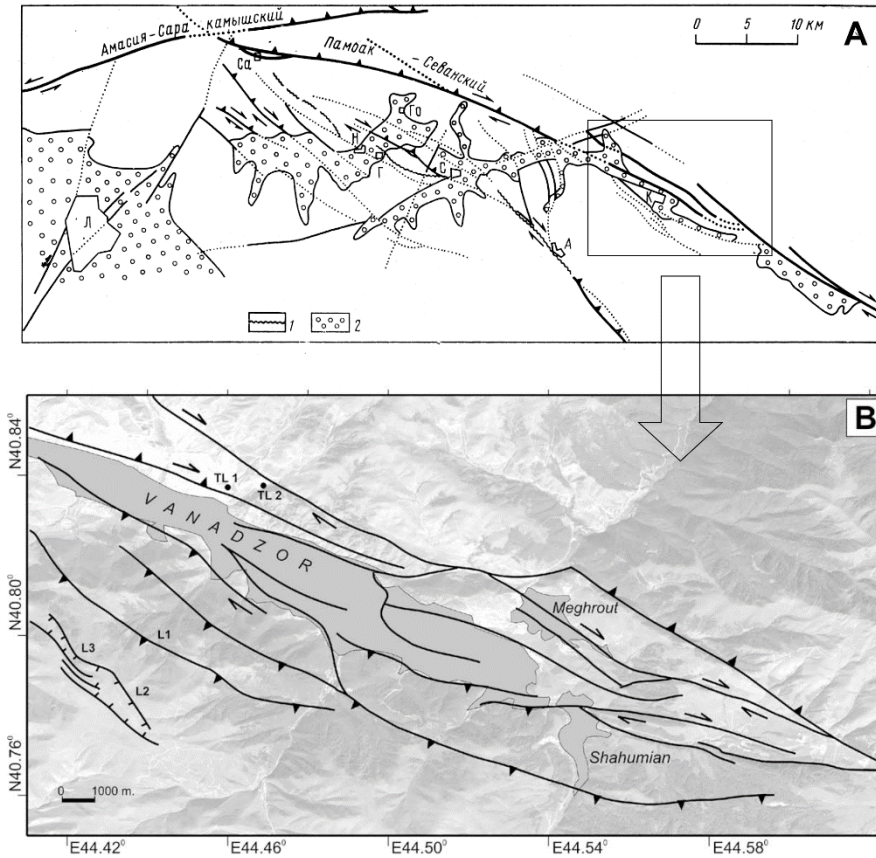 0 5 10 км
A
Амасия-Сара камышский
Памбак
-Севанский
Са
Го
Н
Г
С
К
Л
А
1
2
B
N40.84°
N40.80°
N40.76°
TL 1
TL 2
VANADZOR
Meghrout
L1
L3
L2
Shahumian
0 1000 m.
E44.42°
E44.46°
E44.50°
E44.54°
E44.58°